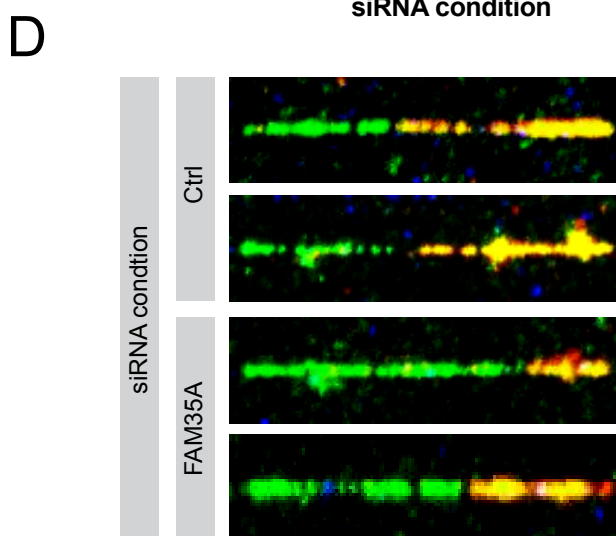 siRNA condition
D
siRNA condtion
Ctrl
FAM35A